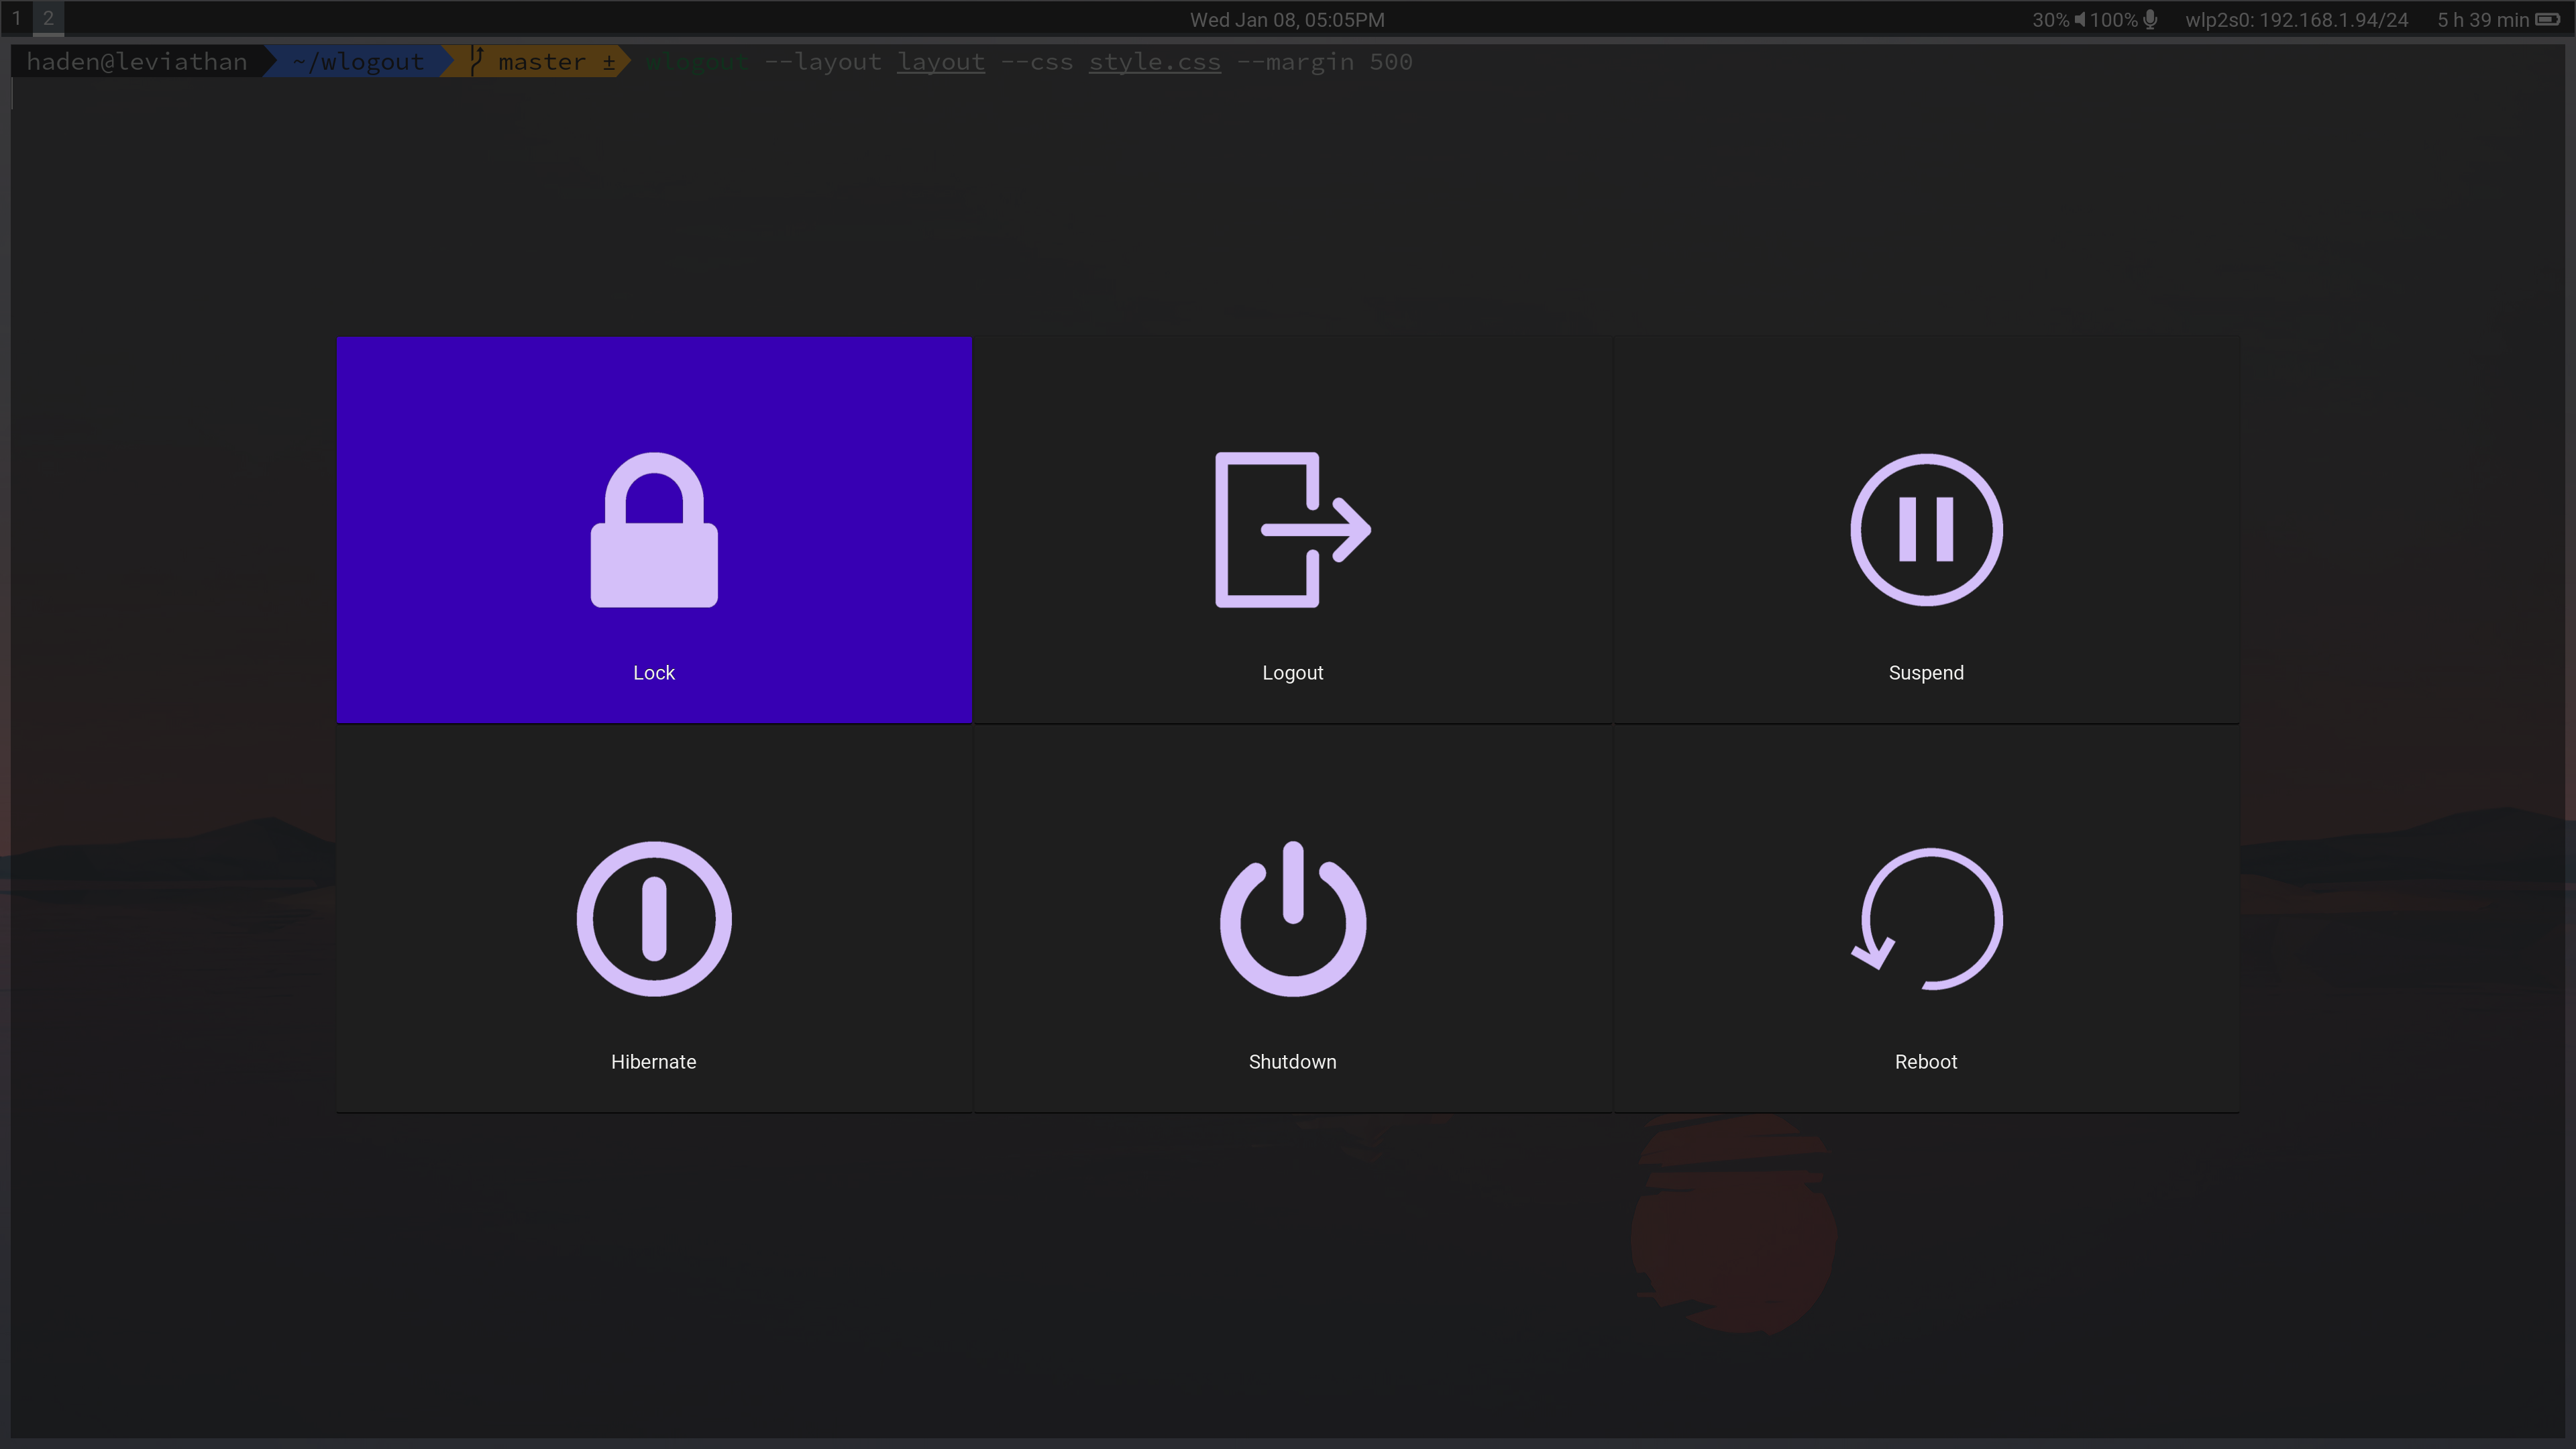 1 2 Wed Jan 08, 05:05PM 30% 100% wlp2s0: 192.168.1.94/24 5 h 39 min
haden@leviathan ~/wlogout master ± wlogout --layout layout --css style.css --margin 500
Lock Logout Suspend
Hibernate Shutdown Reboot